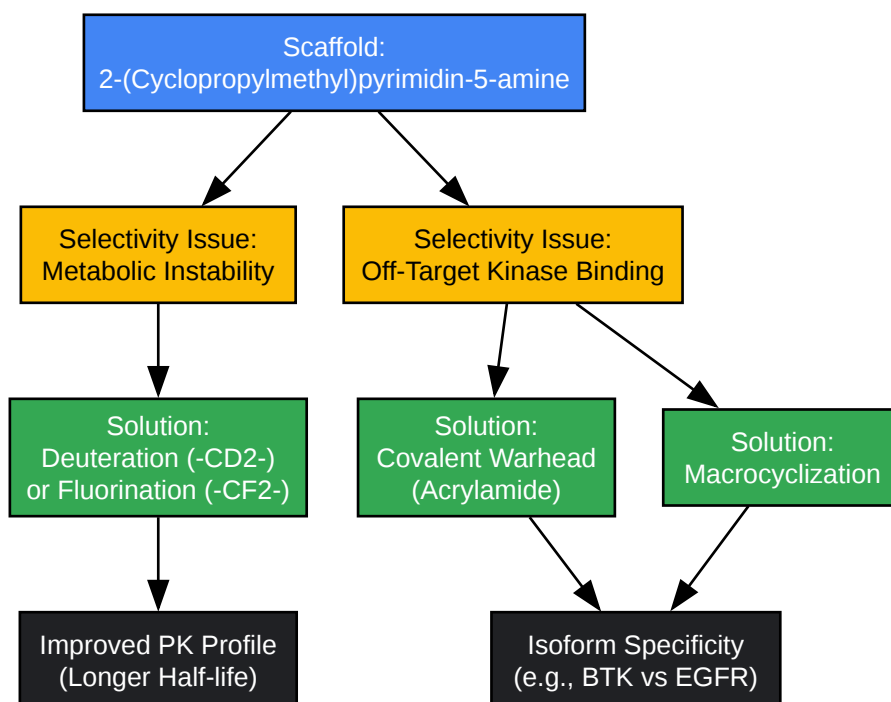 Scaffold:
2-(Cyclopropylmethyl)pyrimidin-5-amine
Selectivity Issue:
Metabolic Instability
Selectivity Issue:
Off-Target Kinase Binding
Solution:
Deuteration (-CD2-)
or Fluorination (-CF2-)
Solution:
Covalent Warhead
(Acrylamide)
Solution:
Macrocyclization
Improved PK Profile
(Longer Half-life)
Isoform Specificity
(e.g., BTK vs EGFR)